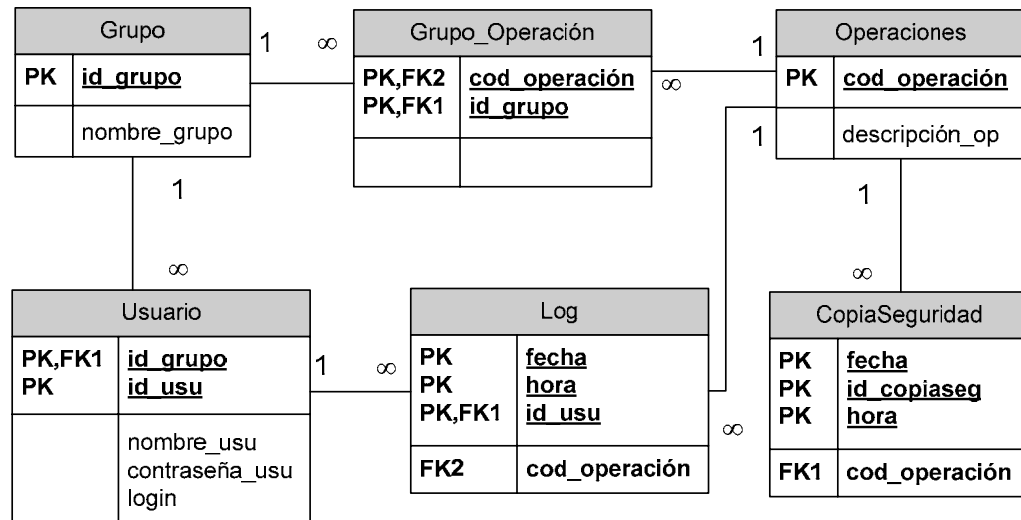 Grupo
PK id_grupo
nombre_grupo
1 ∞
Grupo_Operación
PK,FK2 cod_operación
PK,FK1 id_grupo
1
∞
Operaciones
PK cod_operación
descripción_op
1
1
∞
1
∞
Usuario
PK,FK1 id_grupo
PK id_usu
nombre_usu
contraseña_usu
login
1 ∞
Log
PK fecha
PK hora
PK,FK1 id_usu
FK2 cod_operación
∞
CopiaSeguridad
PK fecha
PK id_copiaseg
PK hora
FK1 cod_operación